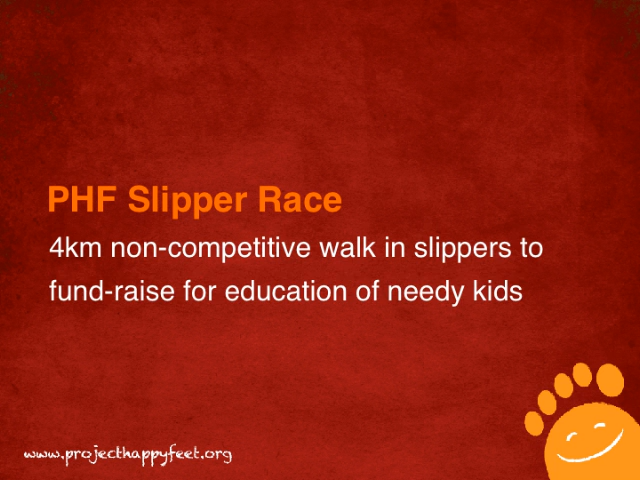 PHF Slipper Race
4km non-competitive walk in slippers to
fund-raise for education of needy kids
www.projecthappyfeet.org